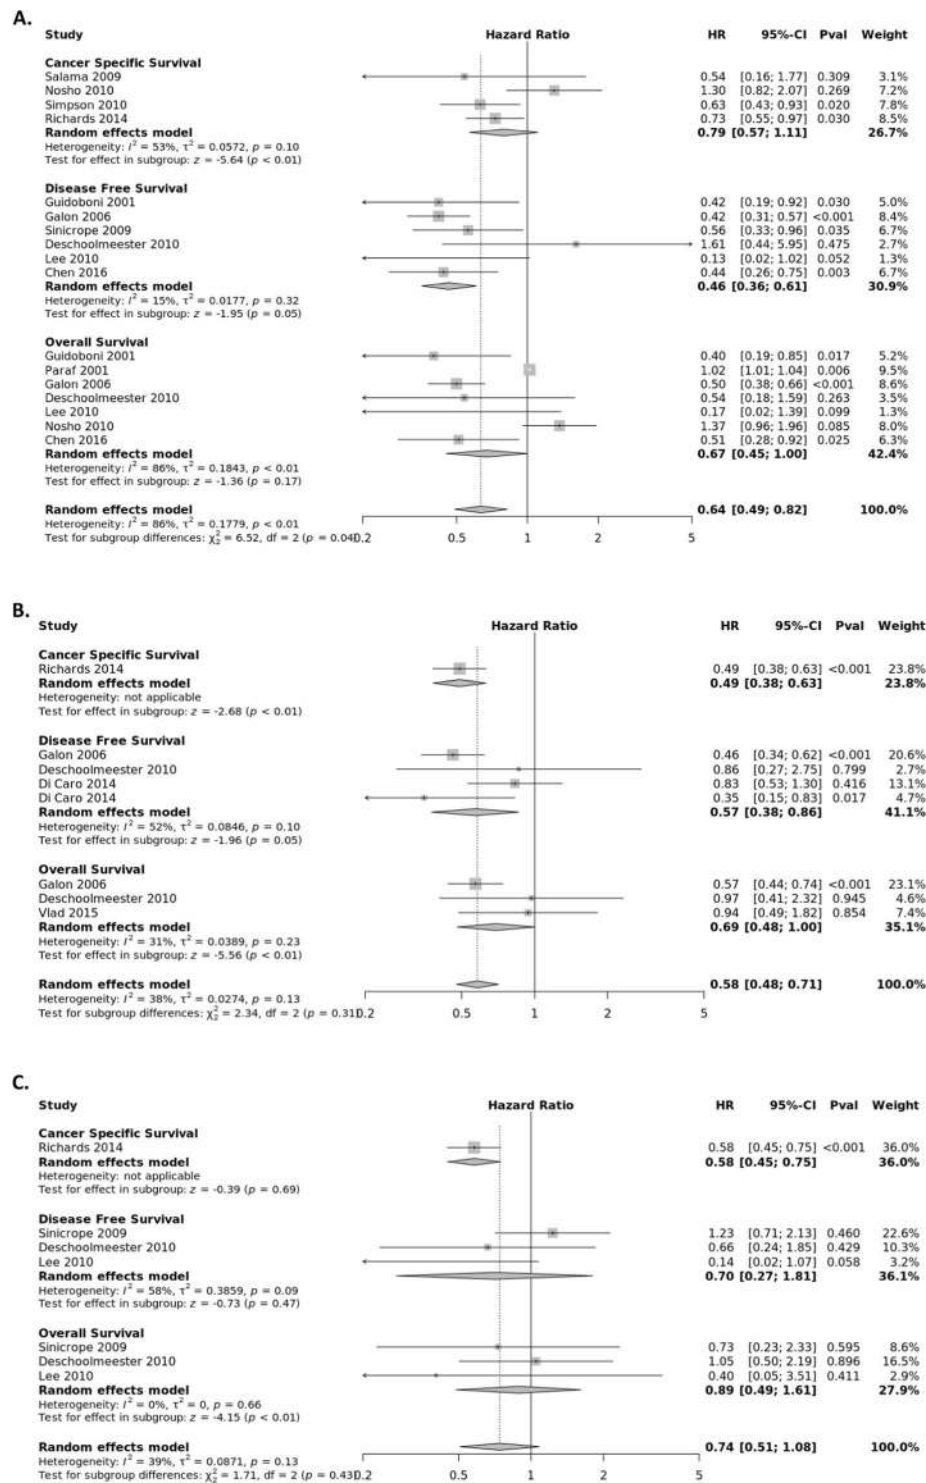 A.
Study Hazard Ratio HR 95%-CI Pval Weight
Cancer Specific Survival
Salama 2009 0.54 [0.16; 1.77] 0.309 3.1%
Nosho 2010 1.30 [0.82; 2.07] 0.269 7.2%
Simpson 2010 0.63 [0.43; 0.93] 0.020 7.8%
Richards 2014 0.73 [0.55; 0.97] 0.030 8.5%
Random effects model 0.79 [0.57; 1.11] 26.7%
Heterogeneity: I² = 53%, τ² = 0.0572, p = 0.10
Test for effect in subgroup: z = -5.64 (p < 0.01)
Disease Free Survival
Guidoboni 2001 0.42 [0.19; 0.92] 0.030 5.0%
Galon 2006 0.42 [0.31; 0.57] <0.001 8.4%
Sinicrope 2009 0.56 [0.33; 0.96] 0.035 6.7%
Deschoolmeester 2010 1.61 [0.44; 5.95] 0.475 2.7%
Lee 2010 0.13 [0.02; 1.02] 0.052 1.3%
Chen 2016 0.44 [0.26; 0.75] 0.003 6.7%
Random effects model 0.46 [0.36; 0.61] 30.9%
Heterogeneity: I² = 15%, τ² = 0.0177, p = 0.32
Test for effect in subgroup: z = -1.95 (p = 0.05)
Overall Survival
Guidoboni 2001 0.40 [0.19; 0.85] 0.017 5.2%
Paraf 2001 1.02 [1.01; 1.04] 0.006 9.5%
Galon 2006 0.50 [0.38; 0.66] <0.001 8.6%
Deschoolmeester 2010 0.54 [0.18; 1.59] 0.263 3.5%
Lee 2010 0.17 [0.02; 1.39] 0.099 1.3%
Nosho 2010 1.37 [0.96; 1.96] 0.085 8.0%
Chen 2016 0.51 [0.28; 0.92] 0.025 6.3%
Random effects model 0.67 [0.45; 1.00] 42.4%
Heterogeneity: I² = 86%, τ² = 0.1843, p < 0.01
Test for effect in subgroup: z = -1.36 (p = 0.17)
Random effects model 0.64 [0.49; 0.82] 100.0%
Heterogeneity: I² = 86%, τ² = 0.1779, p < 0.01
Test for subgroup differences: χ²₂ = 6.52, df = 2 (p = 0.04)
0.2 0.5 1 2 5
B.
Study Hazard Ratio HR 95%-CI Pval Weight
Cancer Specific Survival
Richards 2014 0.49 [0.38; 0.63] <0.001 23.8%
Random effects model 0.49 [0.38; 0.63] 23.8%
Heterogeneity: not applicable
Test for effect in subgroup: z = -2.68 (p < 0.01)
Disease Free Survival
Galon 2006 0.46 [0.34; 0.62] <0.001 20.6%
Deschoolmeester 2010 0.86 [0.27; 2.75] 0.799 2.7%
Di Caro 2014 0.83 [0.53; 1.30] 0.416 13.1%
Di Caro 2014 0.35 [0.15; 0.83] 0.017 4.7%
Random effects model 0.57 [0.38; 0.86] 41.1%
Heterogeneity: I² = 52%, τ² = 0.0846, p = 0.10
Test for effect in subgroup: z = -1.96 (p = 0.05)
Overall Survival
Galon 2006 0.57 [0.44; 0.74] <0.001 23.1%
Deschoolmeester 2010 0.97 [0.41; 2.32] 0.945 4.6%
Vlad 2015 0.94 [0.49; 1.82] 0.854 7.4%
Random effects model 0.69 [0.48; 1.00] 35.1%
Heterogeneity: I² = 31%, τ² = 0.0389, p = 0.23
Test for effect in subgroup: z = -5.56 (p < 0.01)
Random effects model 0.58 [0.48; 0.71] 100.0%
Heterogeneity: I² = 38%, τ² = 0.0274, p = 0.13
Test for subgroup differences: χ²₂ = 2.34, df = 2 (p = 0.31)
0.2 0.5 1 2 5
C.
Study Hazard Ratio HR 95%-CI Pval Weight
Cancer Specific Survival
Richards 2014 0.58 [0.45; 0.75] <0.001 36.0%
Random effects model 0.58 [0.45; 0.75] 36.0%
Heterogeneity: not applicable
Test for effect in subgroup: z = -0.39 (p = 0.69)
Disease Free Survival
Sinicrope 2009 1.23 [0.71; 2.13] 0.460 22.6%
Deschoolmeester 2010 0.66 [0.24; 1.85] 0.429 10.3%
Lee 2010 0.14 [0.02; 1.07] 0.058 3.2%
Random effects model 0.70 [0.27; 1.81] 36.1%
Heterogeneity: I² = 58%, τ² = 0.3859, p = 0.09
Test for effect in subgroup: z = -0.73 (p = 0.47)
Overall Survival
Sinicrope 2009 0.73 [0.23; 2.33] 0.595 8.6%
Deschoolmeester 2010 1.05 [0.50; 2.19] 0.896 16.5%
Lee 2010 0.40 [0.05; 3.51] 0.411 2.9%
Random effects model 0.89 [0.49; 1.61] 27.9%
Heterogeneity: I² = 0%, τ² = 0, p = 0.66
Test for effect in subgroup: z = -4.15 (p < 0.01)
Random effects model 0.74 [0.51; 1.08] 100.0%
Heterogeneity: I² = 39%, τ² = 0.0871, p = 0.13
Test for subgroup differences: χ²₂ = 1.71, df = 2 (p = 0.43)
0.2 0.5 1 2 5